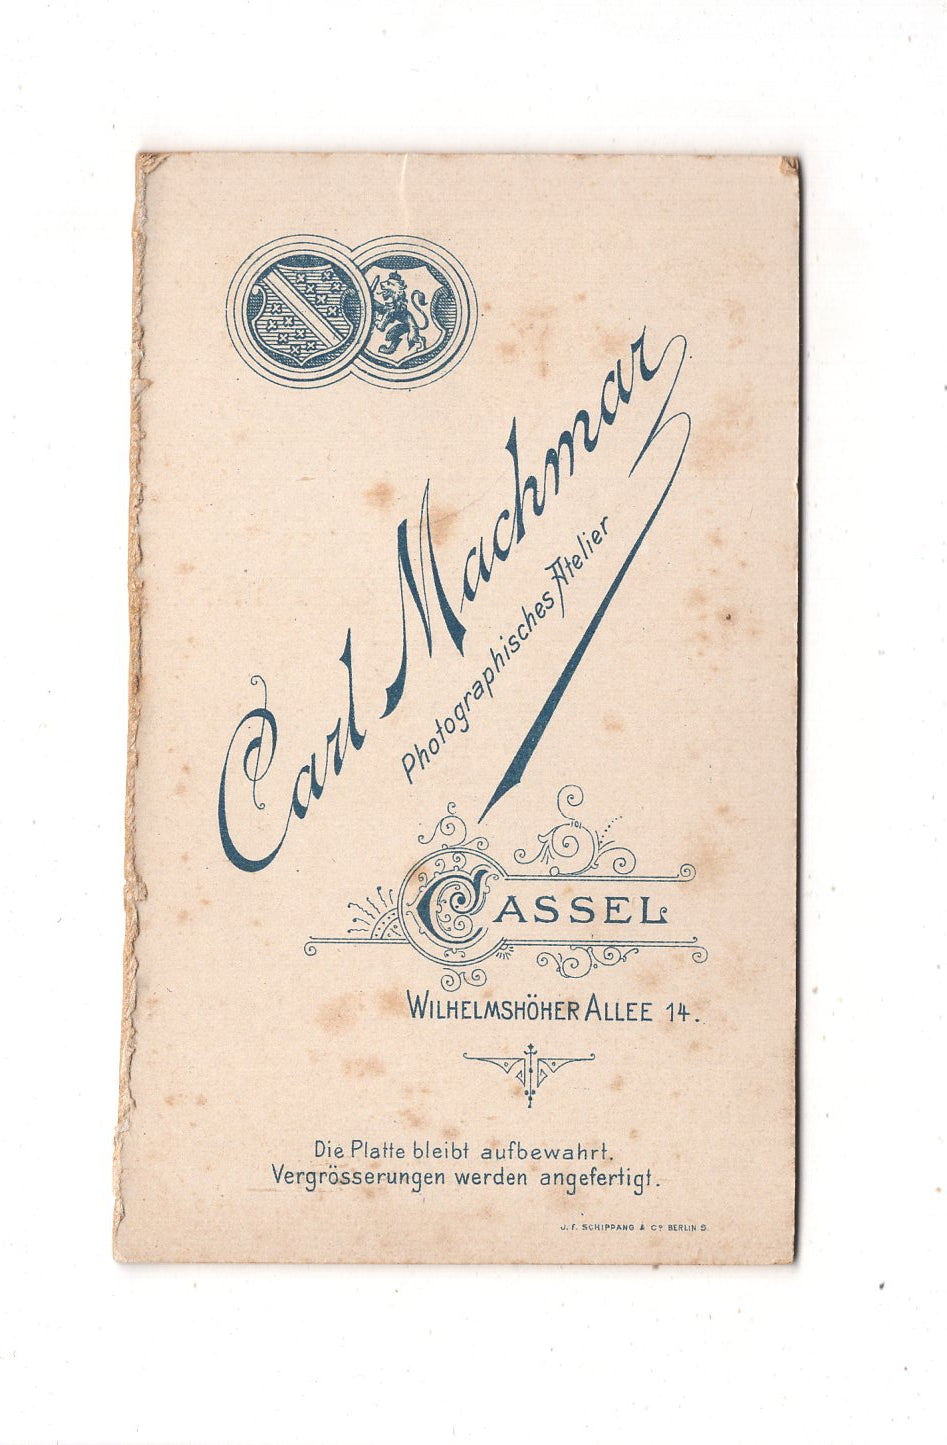 Carl Machmar
Photographisches Atelier
CASSEL
WILHELMSHÖHER ALLEE 14.
Die Platte bleibt aufbewahrt.
Vergrösserungen werden angefertigt.
J. F. SCHIPPANG & Cº BERLIN S.